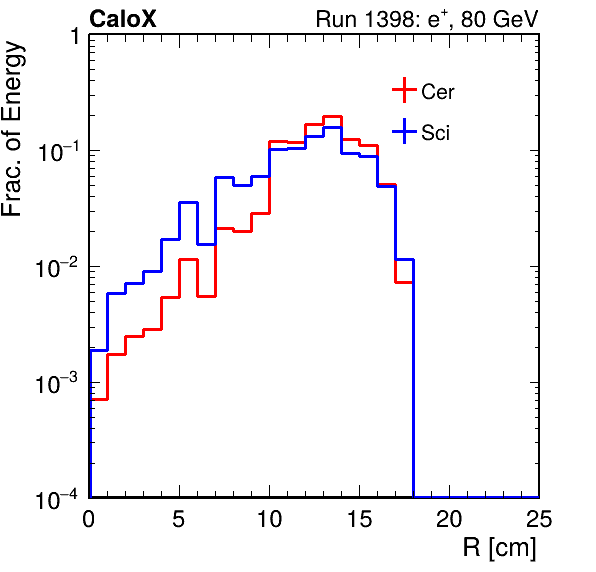 CaloX Run 1398: e⁺, 80 GeV
Frac. of Energy
1
10⁻¹
10⁻²
10⁻³
10⁻⁴
Cer
Sci
0 5 10 15 20 25
R [cm]